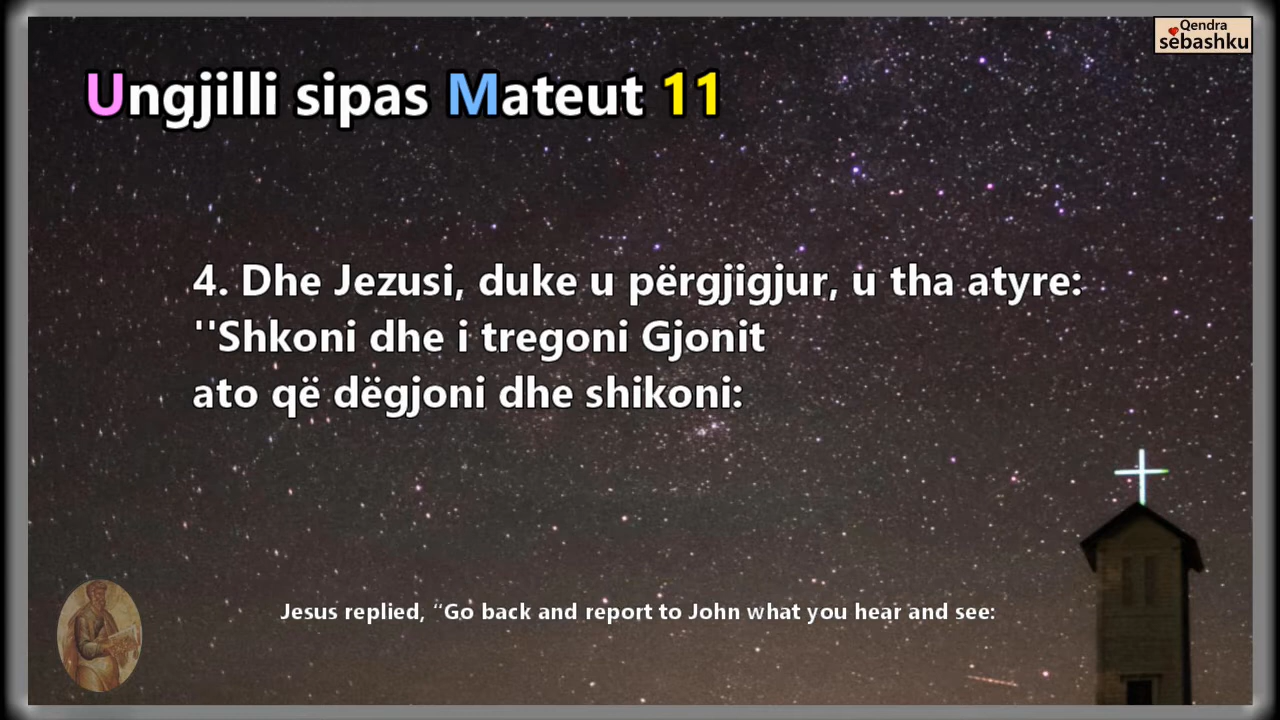 Qendra
sëbashku
Ungjilli sipas Mateut 11
4. Dhe Jezusi, duke u përgjigjur, u tha atyre:
''Shkoni dhe i tregoni Gjonit
ato që dëgjoni dhe shikoni:
Jesus replied, “Go back and report to John what you hear and see: